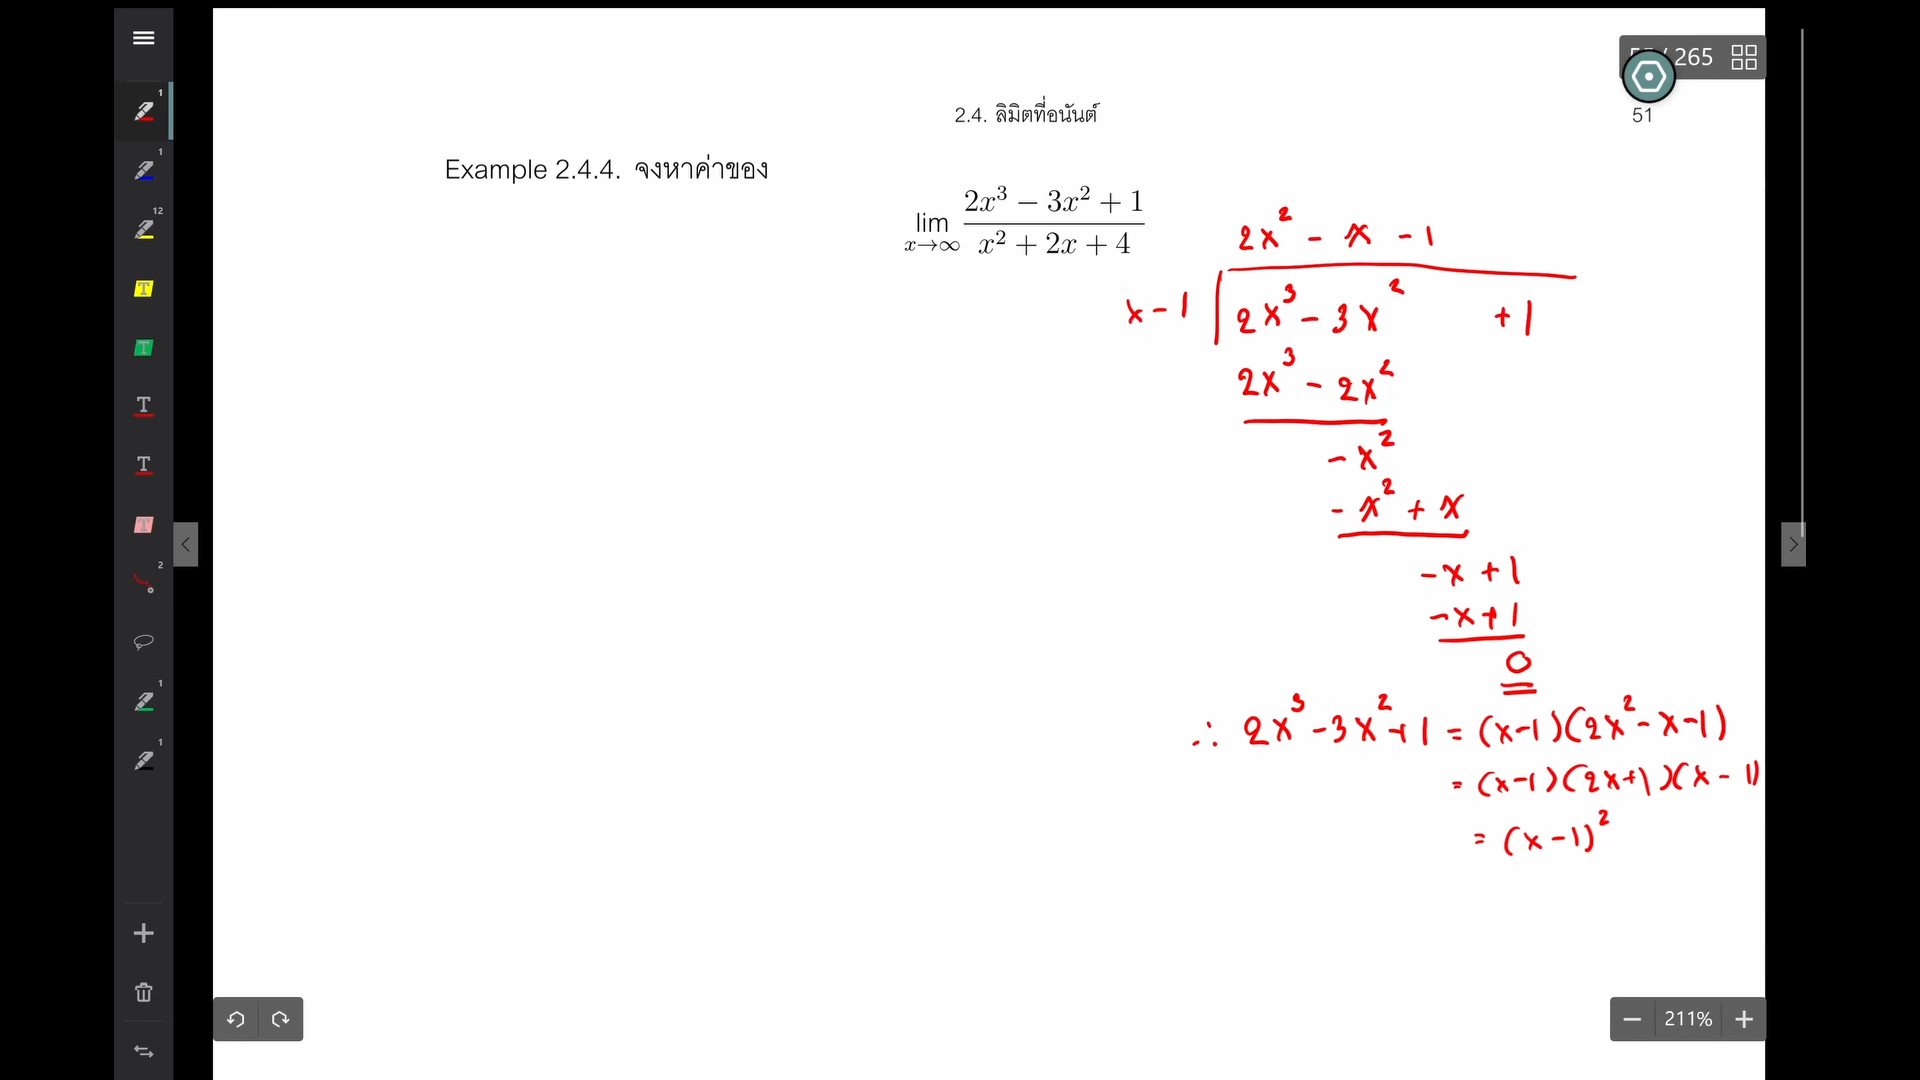 55 / 265
2.4. ลิมิตที่อนันต์
51
Example 2.4.4. จงหาค่าของ
lim x→∞ (2x³ − 3x² + 1)/(x² + 2x + 4)
2x² - x - 1
x - 1 | 2x³ - 3x² + 1
2x³ - 2x²
- x²
- x² + x
- x + 1
- x + 1
0
∴ 2x³ - 3x² + 1 = (x-1)(2x² - x - 1)
= (x-1)(2x+1)(x - 1)
= (x - 1)²
211%